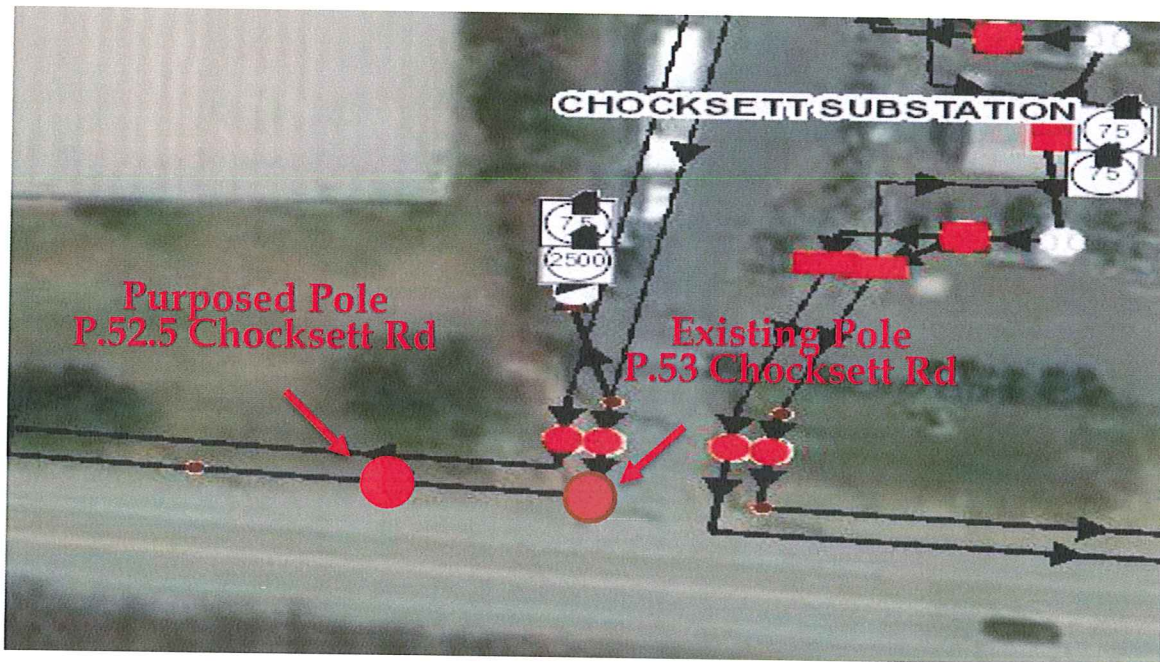 CHOCKSETT SUBSTATION
75
75
75
2500
Purposed Pole
P.52.5 Chocksett Rd
Existing Pole
P.53 Chocksett Rd